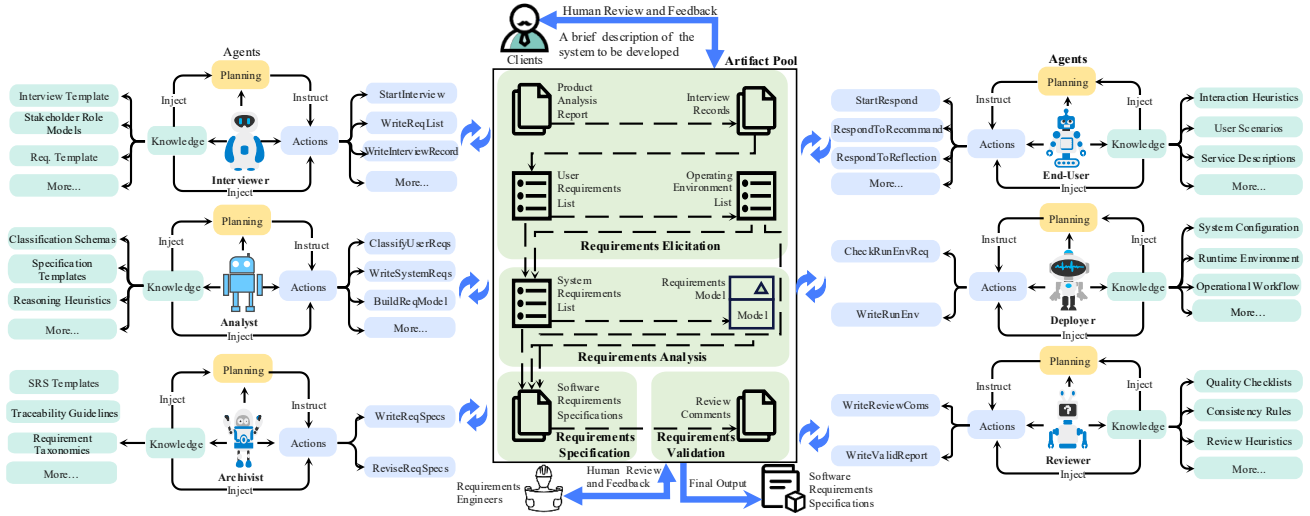 Human Review and Feedback
A brief description of the
system to be developed
Clients
Artifact Pool
Agents
Planning
Inject
Instruct
Interview Template
Stakeholder Role
Models
Req. Template
More...
Knowledge
Actions
Interviewer
Inject
StartInterview
WriteReqList
WriteInterviewRecord
More...
Planning
Inject
Instruct
Classification Schemas
Specification
Templates
Reasoning Heuristics
More...
Knowledge
Actions
Analyst
Inject
ClassifyUserReqs
WriteSystemReqs
BuildReqModel
More...
Planning
Inject
Instruct
SRS Templates
Traceability Guidelines
Requirement
Taxonomies
More...
Knowledge
Actions
Archivist
Inject
WriteReqSpecs
ReviseReqSpecs
Product
Analysis
Report
Interview
Records
User
Requirements
List
Operating
Environment
List
Requirements Elicitation
System
Requirements
List
Requirements
Model
Model
Requirements Analysis
Software
Requirements
Specifications
Requirements
Specification
Review
Comments
Requirements
Validation
Requirements
Engineers
Human Review
and Feedback
Final Output
Software
Requirements
Specifications
Agents
Planning
Instruct
Inject
StartRespond
RespondToRecommand
RespondToReflection
More...
Actions
Knowledge
End-User
Inject
Interaction Heuristics
User Scenarios
Service Descriptions
More...
Planning
Instruct
Inject
CheckRunEnvReq
WriteRunEnv
Actions
Knowledge
Deployer
Inject
System Configuration
Runtime Environment
Operational Workflow
More...
Planning
Instruct
Inject
WriteReviewComs
WriteValidReport
Actions
Knowledge
Reviewer
Inject
Quality Checklists
Consistency Rules
Review Heuristics
More...